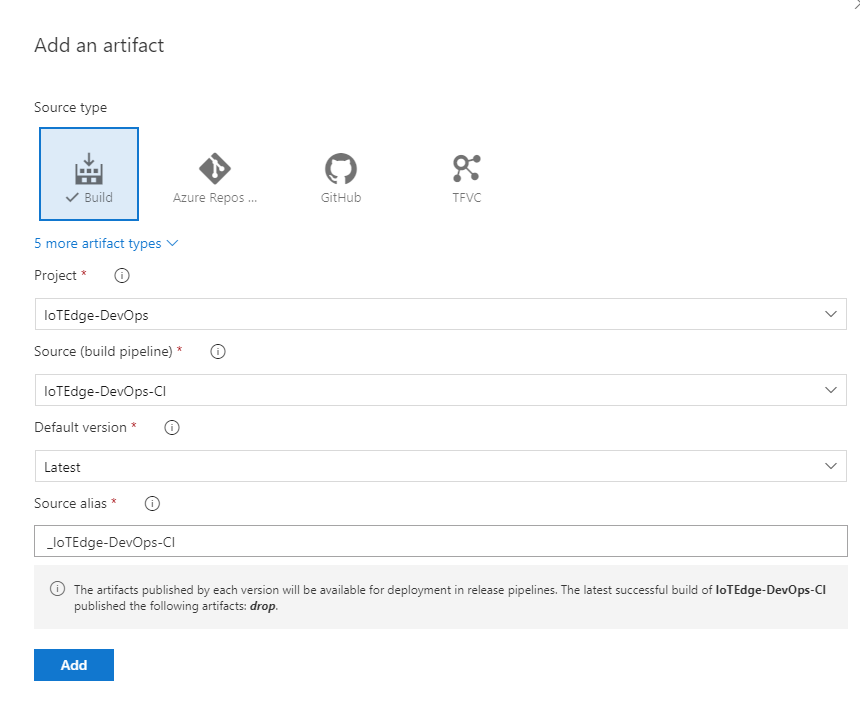 Add an artifact
Source type
Build
Azure Repos ...
GitHub
TFVC
5 more artifact types
Project *
IoTEdge-DevOps
Source (build pipeline) *
IoTEdge-DevOps-CI
Default version *
Latest
Source alias *
_IoTEdge-DevOps-CI
The artifacts published by each version will be available for deployment in release pipelines. The latest successful build of IoTEdge-DevOps-CI
published the following artifacts: drop.
Add